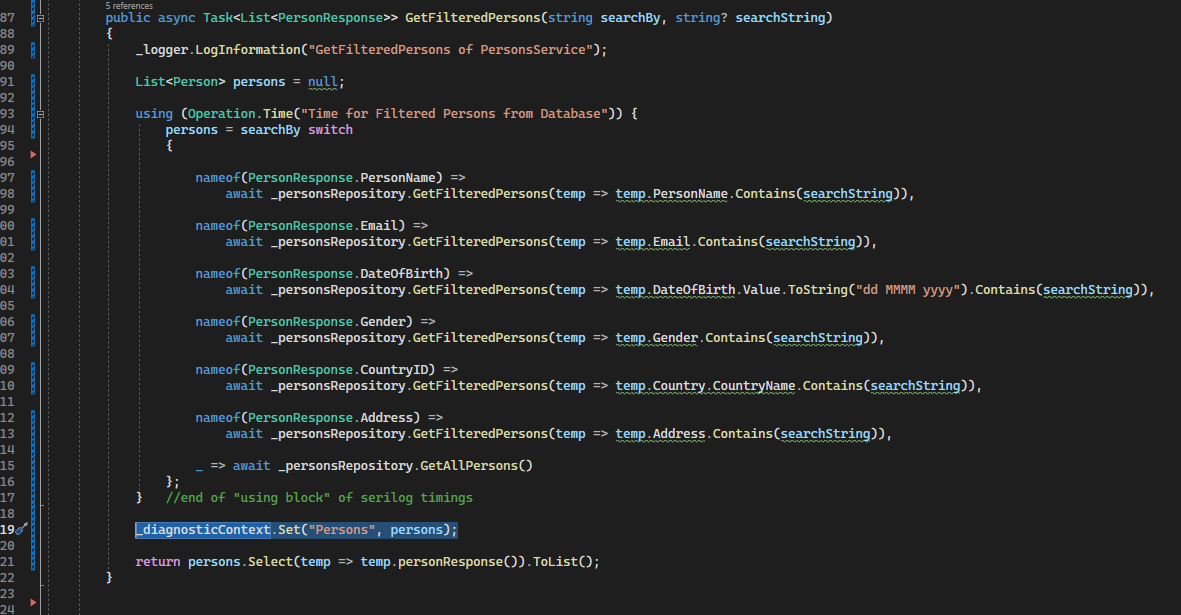 5 references
87 public async Task<List<PersonResponse>> GetFilteredPersons(string searchBy, string? searchString)
88 {
89 _logger.LogInformation("GetFilteredPersons of PersonsService");
90
91 List<Person> persons = null;
92
93 using (Operation.Time("Time for Filtered Persons from Database")) {
94 persons = searchBy switch
95 {
96
97 nameof(PersonResponse.PersonName) =>
98 await _personsRepository.GetFilteredPersons(temp => temp.PersonName.Contains(searchString)),
99
00 nameof(PersonResponse.Email) =>
01 await _personsRepository.GetFilteredPersons(temp => temp.Email.Contains(searchString)),
02
03 nameof(PersonResponse.DateOfBirth) =>
04 await _personsRepository.GetFilteredPersons(temp => temp.DateOfBirth.Value.ToString("dd MMMM yyyy").Contains(searchString)),
05
06 nameof(PersonResponse.Gender) =>
07 await _personsRepository.GetFilteredPersons(temp => temp.Gender.Contains(searchString)),
08
09 nameof(PersonResponse.CountryID) =>
10 await _personsRepository.GetFilteredPersons(temp => temp.Country.CountryName.Contains(searchString)),
11
12 nameof(PersonResponse.Address) =>
13 await _personsRepository.GetFilteredPersons(temp => temp.Address.Contains(searchString)),
14
15 _ => await _personsRepository.GetAllPersons()
16 };
17 } //end of "using block" of serilog timings
18
19 _diagnosticContext.Set("Persons", persons);
20
21 return persons.Select(temp => temp.personResponse()).ToList();
22 }
23
24